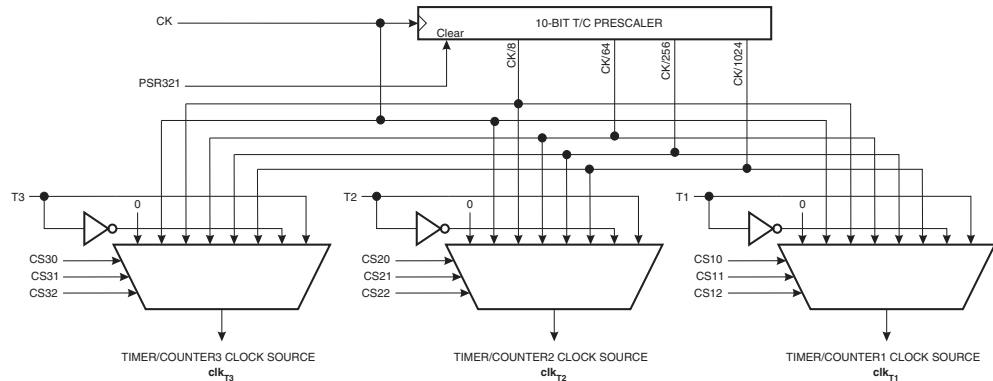 CK
10-BIT T/C PRESCALER
Clear
CK/8
CK/64
CK/256
CK/1024
PSR321
T3
0
T2
0
T1
0
CS30
CS31
CS32
CS20
CS21
CS22
CS10
CS11
CS12
TIMER/COUNTER3 CLOCK SOURCE
clkT3
TIMER/COUNTER2 CLOCK SOURCE
clkT2
TIMER/COUNTER1 CLOCK SOURCE
clkT1